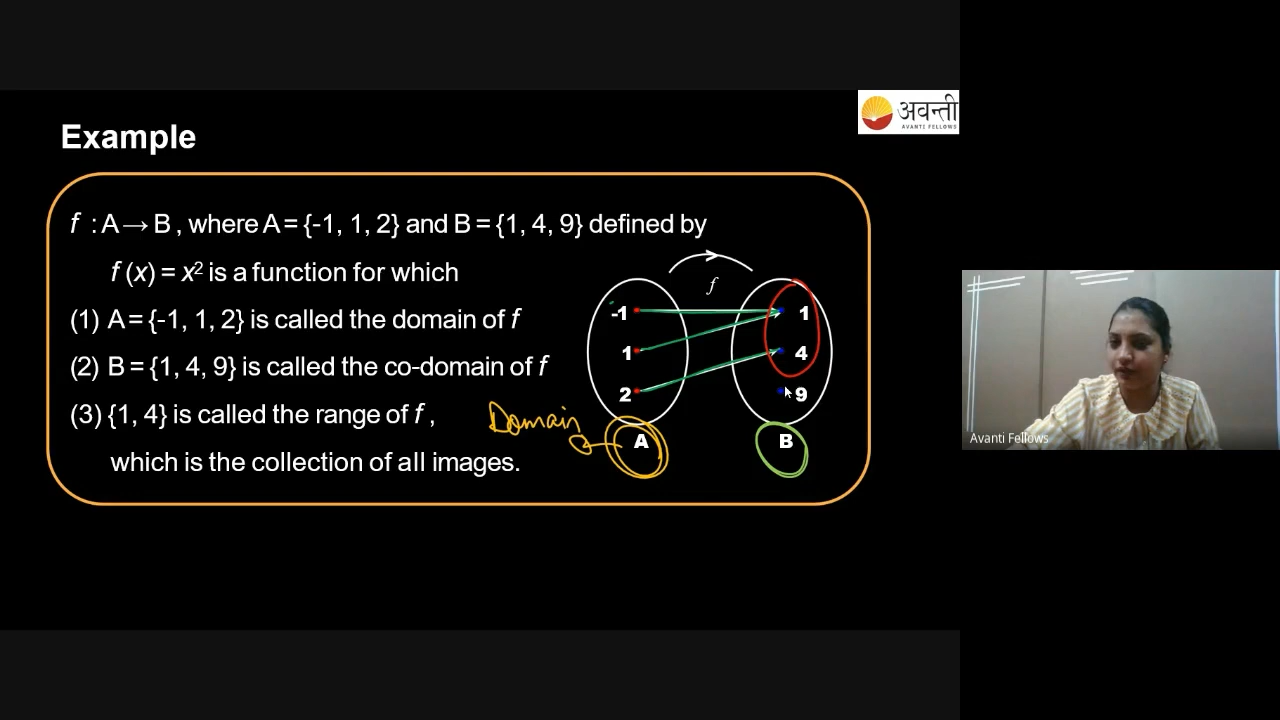 अवन्ती
AVANTI FELLOWS
Example
f : A → B , where A = {-1, 1, 2} and B = {1, 4, 9} defined by
f (x) = x² is a function for which
(1) A = {-1, 1, 2} is called the domain of f
(2) B = {1, 4, 9} is called the co-domain of f
(3) {1, 4} is called the range of f ,
which is the collection of all images.
f
-1 1
1 4
2 9
Domain
A B
Avanti Fellows